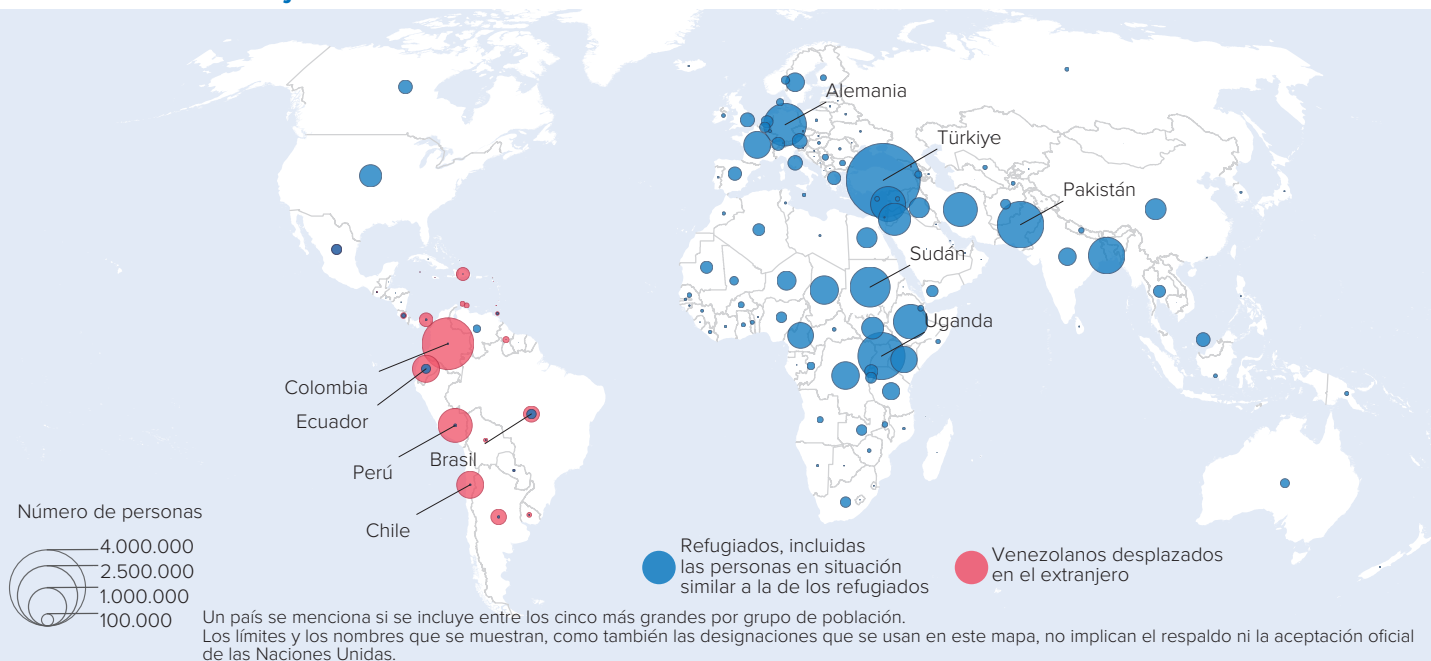 Alemania
Türkiye
Pakistán
Sudán
Uganda
Colombia
Ecuador
Perú
Brasil
Chile
Número de personas
4.000.000
2.500.000
1.000.000
100.000
Refugiados, incluidas
las personas en situación
similar a la de los refugiados
Venezolanos desplazados
en el extranjero
Un país se menciona si se incluye entre los cinco más grandes por grupo de población.
Los límites y los nombres que se muestran, como también las designaciones que se usan en este mapa, no implican el respaldo ni la aceptación oficial
de las Naciones Unidas.